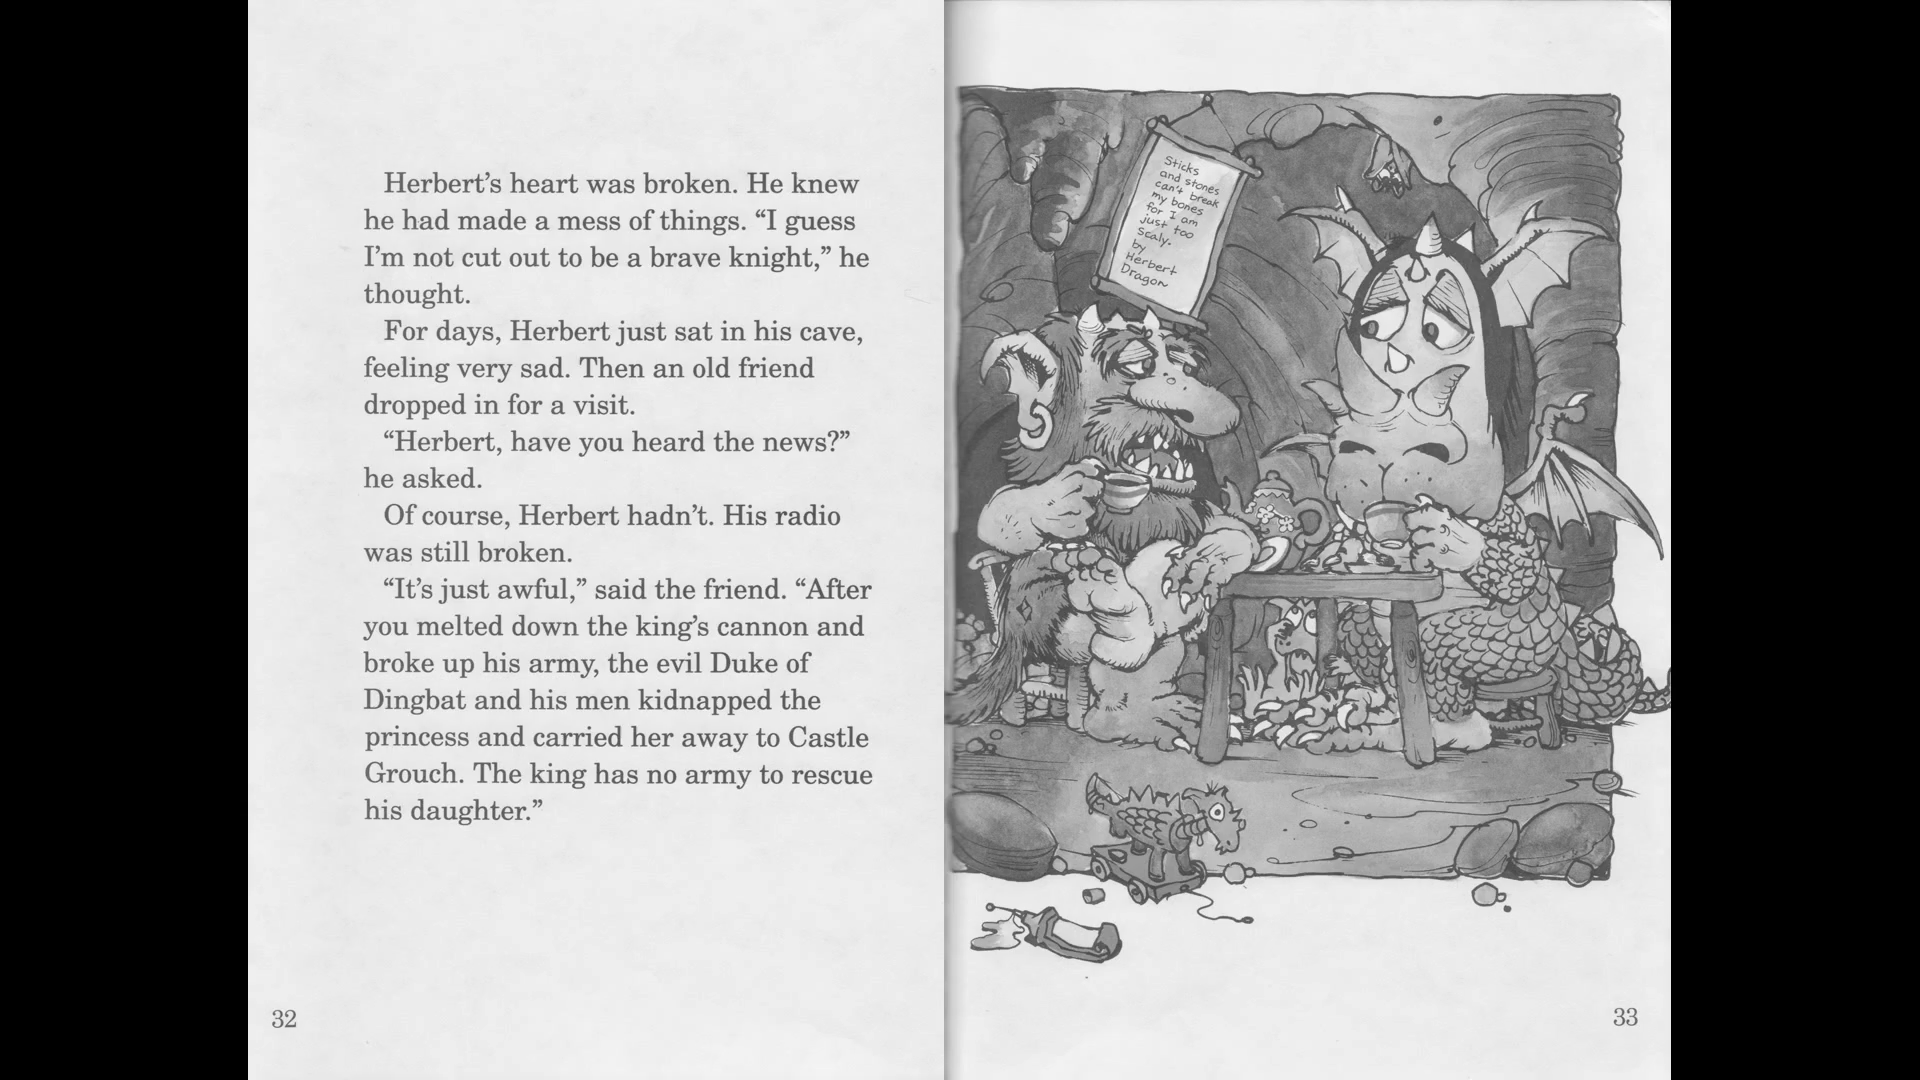 Herbert’s heart was broken. He knew
he had made a mess of things. “I guess
I’m not cut out to be a brave knight,” he
thought.
For days, Herbert just sat in his cave,
feeling very sad. Then an old friend
dropped in for a visit.
“Herbert, have you heard the news?”
he asked.
Of course, Herbert hadn’t. His radio
was still broken.
“It’s just awful,” said the friend. “After
you melted down the king’s cannon and
broke up his army, the evil Duke of
Dingbat and his men kidnapped the
princess and carried her away to Castle
Grouch. The king has no army to rescue
his daughter.”
32
Sticks
and stones
can't break
my bones
for I am
just too
scaly.
by
Herbert
Dragon
33